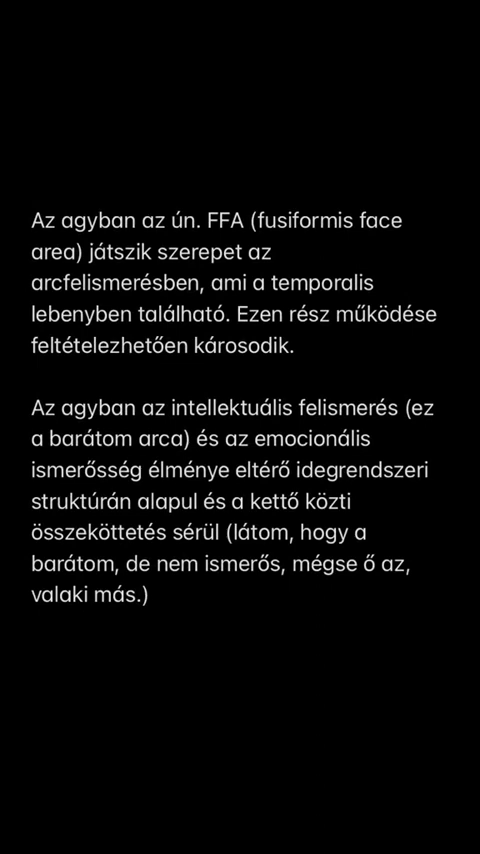 Az agyban az ún. FFA (fusiformis face
area) játszik szerepet az
arcfelismerésben, ami a temporalis
lebenyben található. Ezen rész működése
feltételezhetően károsodik.
Az agyban az intellektuális felismerés (ez
a barátom arca) és az emocionális
ismerősség élménye eltérő idegrendszeri
struktúrán alapul és a kettő közti
összeköttetés sérül (látom, hogy a
barátom, de nem ismerős, mégse ő az,
valaki más.)